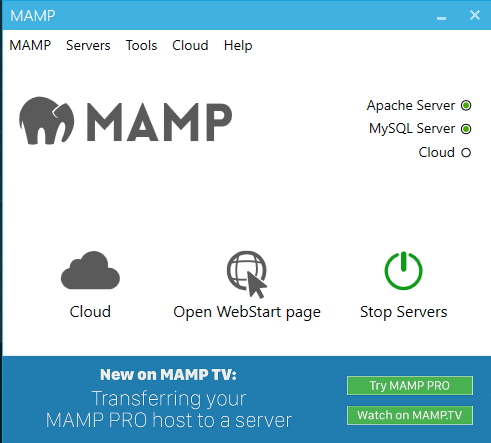 MAMP
MAMP Servers Tools Cloud Help
MAMP
Apache Server
MySQL Server
Cloud
Cloud
Open WebStart page
Stop Servers
New on MAMP TV:
Transferring your
MAMP PRO host to a server
Try MAMP PRO
Watch on MAMP.TV